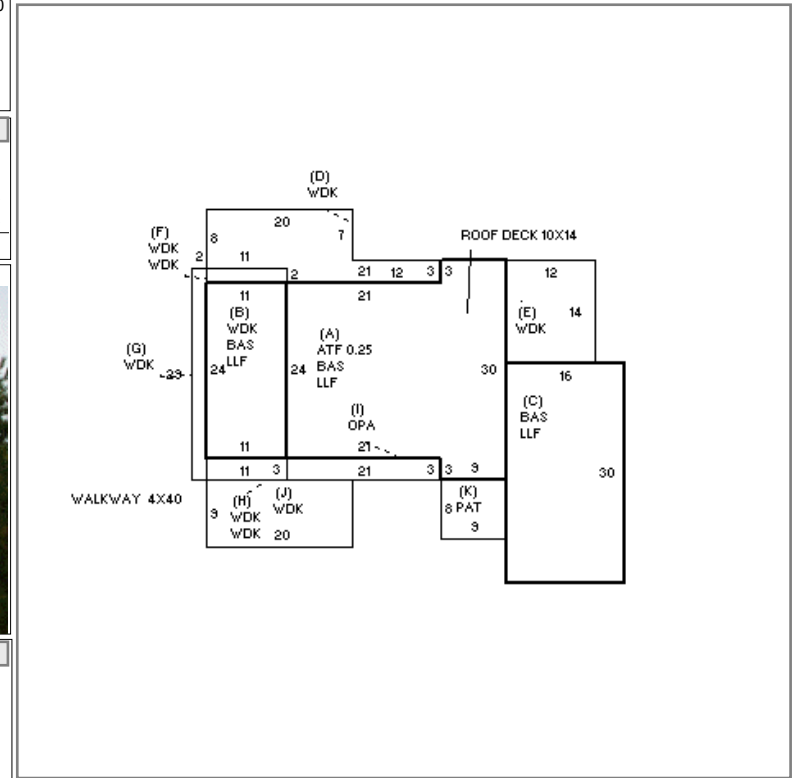 (D)
WDK
20
8
7
(F)
WDK
WDK
2
11
2
21
12
3
3
ROOF DECK 10X14
12
14
(E)
WDK
11
21
(B)
WDK
BAS
LLF
(A)
ATF 0.25
BAS
LLF
(G)
WDK
23
24
24
30
16
(C)
BAS
LLF
30
(I)
OPA
11
21
11
3
21
3
3
9
WALKWAY 4X40
9
(H)
WDK
WDK
(J)
WDK
20
(K)
PAT
8
9